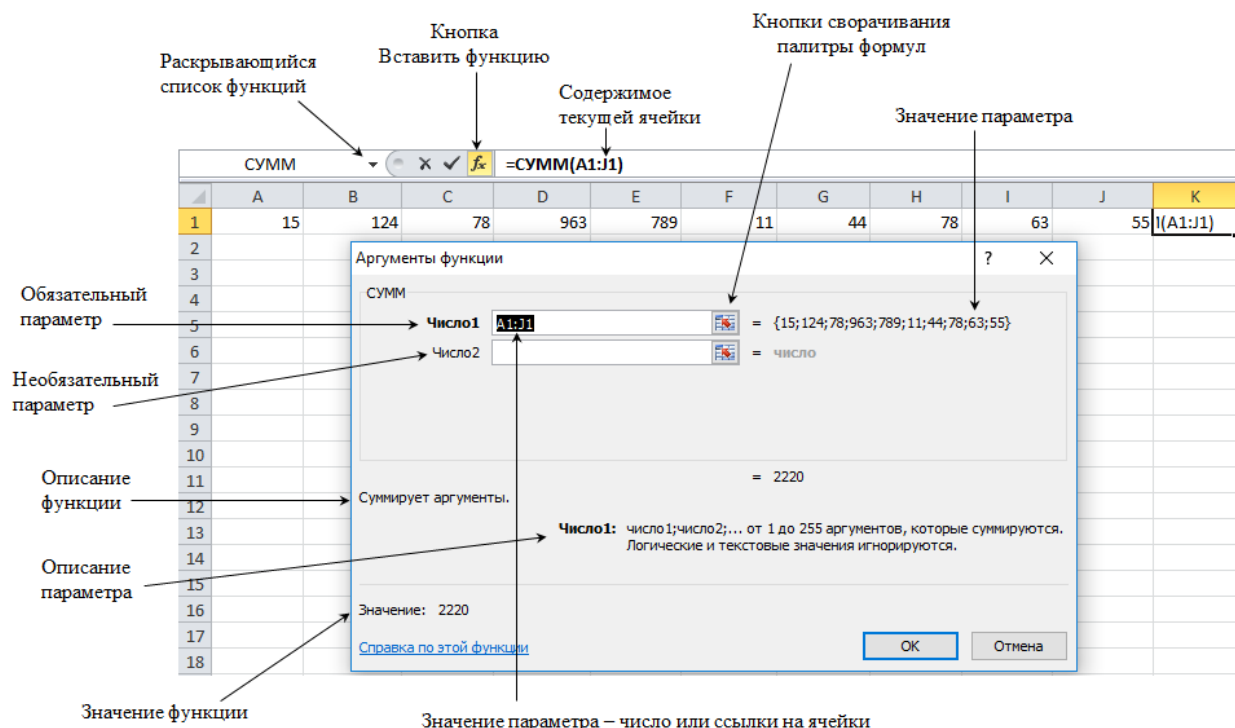 Кнопки сворачивания
палитры формул
Кнопка
Вставить функцию
Раскрывающийся
список функций
Содержимое
текущей ячейки
Значение параметра
СУММ fx =СУММ(A1:J1)
A B C D E F G H I J K
1 15 124 78 963 789 11 44 78 63 55 І(A1:J1)
2
Аргументы функции ? X
3
4
СУММ
Обязательный
параметр
5
Число1 A1:J1 = {15;124;78;963;789;11;44;78;63;55}
6
Число2 = число
Необязательный
параметр
7
8
9
10
11
= 2220
Описание
функции
12
Суммирует аргументы.
13
Число1: число1;число2;... от 1 до 255 аргументов, которые суммируются.
Логические и текстовые значения игнорируются.
14
Описание
параметра
15
16
Значение: 2220
17
Справка по этой функции OK Отмена
18
Значение функции
Значение параметра – число или ссылки на ячейки